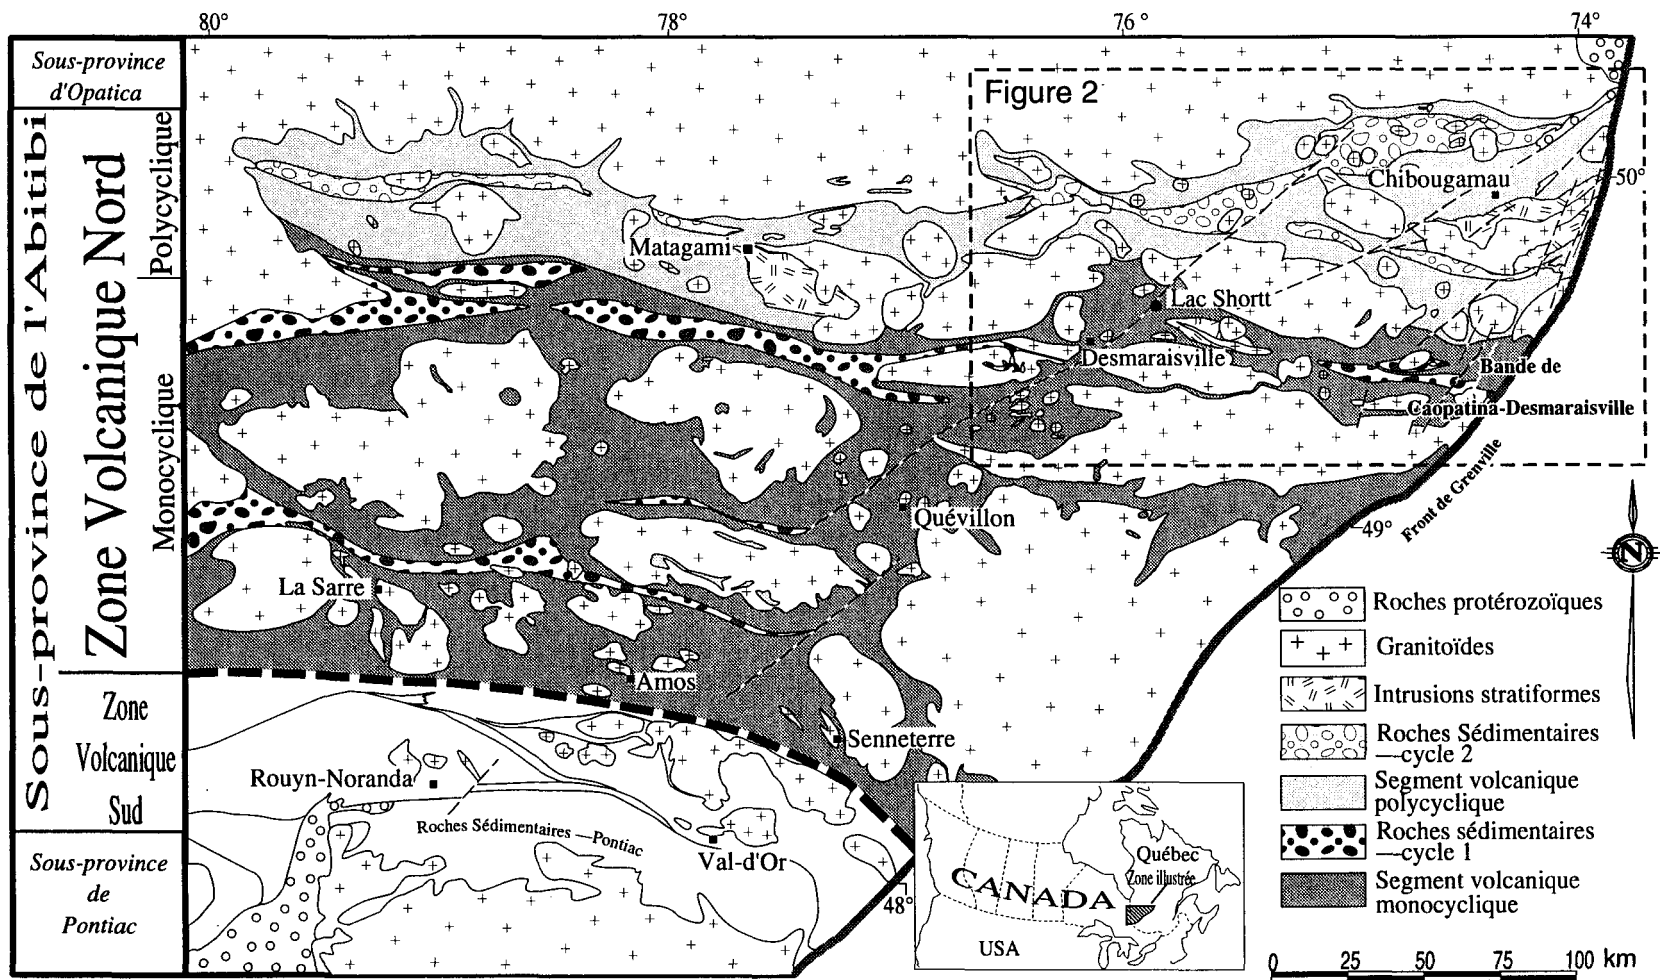 80°
78°
76°
74°
Sous-province
d'Opatica
Sous-province de l'Abitibi
Zone Volcanique Nord
Polycyclique
Monocyclique
Zone
Volcanique
Sud
Sous-province
de
Pontiac
Figure 2
Chibougamau
50°
Matagami
Lac Shortt
Desmaraisville
Bande de
Caopatina-Desmaraisville
Quévillon
49°
Front de Grenville
La Sarre
Amos
Senneterre
Rouyn-Noranda
Roches Sédimentaires —Pontiac
Val-d'Or
48°
N
Roches protérozoïques
Granitoïdes
Intrusions stratiformes
Roches Sédimentaires
—cycle 2
Segment volcanique
polycyclique
Roches sédimentaires
—cycle 1
Segment volcanique
monocyclique
Québec
Zone illustrée
CANADA
USA
0 25 50 75 100 km